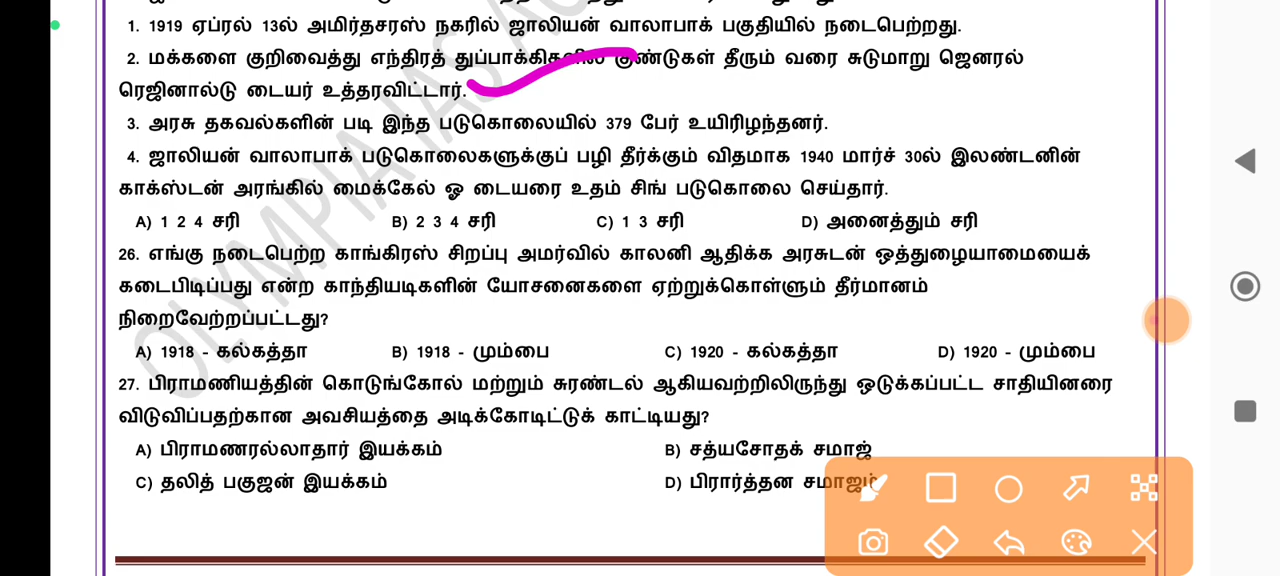 1. 1919 ஏப்ரல் 13ல் அமிர்தசரஸ் நகரில் ஜாலியன் வாலாபாக் பகுதியில் நடைபெற்றது.
2. மக்களை குறிவைத்து எந்திரத் துப்பாக்கிகளில் குண்டுகள் தீரும் வரை சுடுமாறு ஜெனரல்
ரெஜினால்டு டையர் உத்தரவிட்டார்.
3. அரசு தகவல்களின் படி இந்த படுகொலையில் 379 பேர் உயிரிழந்தனர்.
4. ஜாலியன் வாலாபாக் படுகொலைகளுக்குப் பழி தீர்க்கும் விதமாக 1940 மார்ச் 30ல் இலண்டனின்
காக்ஸ்டன் அரங்கில் மைக்கேல் ஓ டையரை உதம் சிங் படுகொலை செய்தார்.
A) 1 2 4 சரி B) 2 3 4 சரி C) 1 3 சரி D) அனைத்தும் சரி
26. எங்கு நடைபெற்ற காங்கிரஸ் சிறப்பு அமர்வில் காலனி ஆதிக்க அரசுடன் ஒத்துழையாமையைக்
கடைபிடிப்பது என்ற காந்தியடிகளின் யோசனைகளை ஏற்றுக்கொள்ளும் தீர்மானம்
நிறைவேற்றப்பட்டது?
A) 1918 - கல்கத்தா B) 1918 - மும்பை C) 1920 - கல்கத்தா D) 1920 - மும்பை
27. பிராமணியத்தின் கொடுங்கோல் மற்றும் சுரண்டல் ஆகியவற்றிலிருந்து ஒடுக்கப்பட்ட சாதியினரை
விடுவிப்பதற்கான அவசியத்தை அடிக்கோடிட்டுக் காட்டியது?
A) பிராமணரல்லாதார் இயக்கம் B) சத்யசோதக் சமாஜ்
C) தலித் பகுஜன் இயக்கம் D) பிரார்த்தன சமாஜம்
OLYMPIA IAS